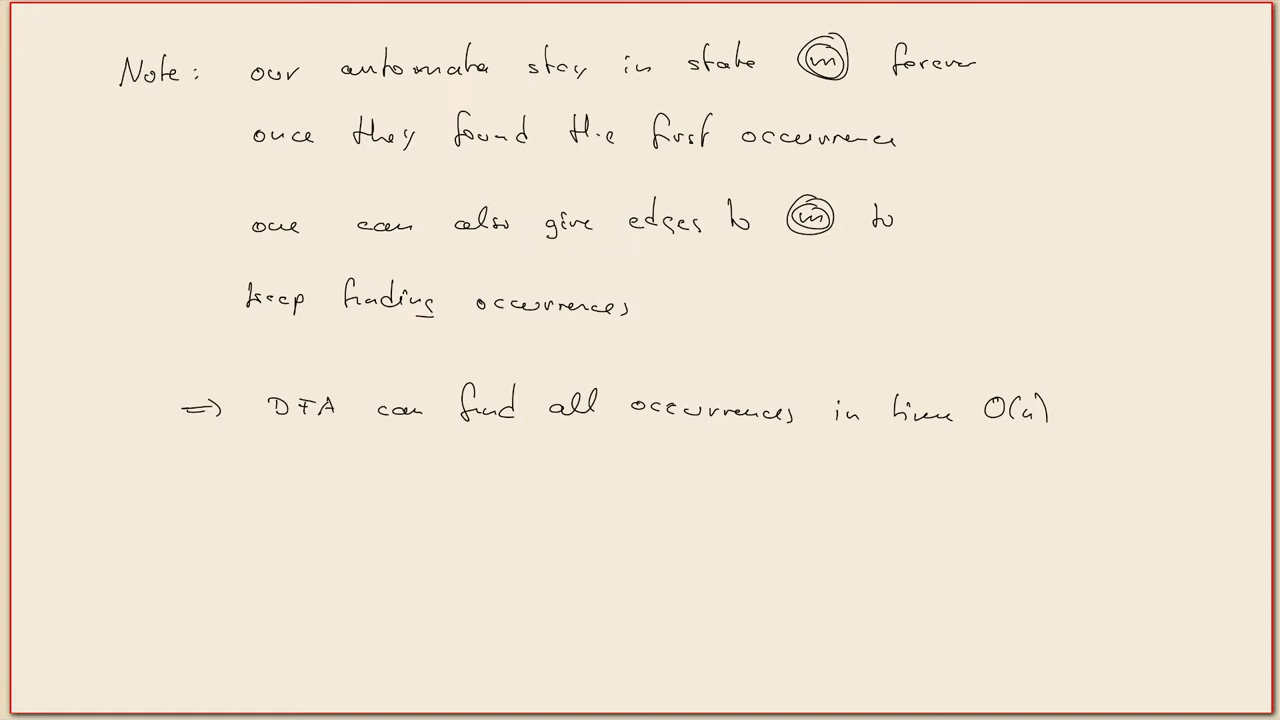 Note: our automata stay in state m forever
once they found the first occurrence
one can also give edges to m to
keep finding occurrences
=> DFA can find all occurrences in time O(n)